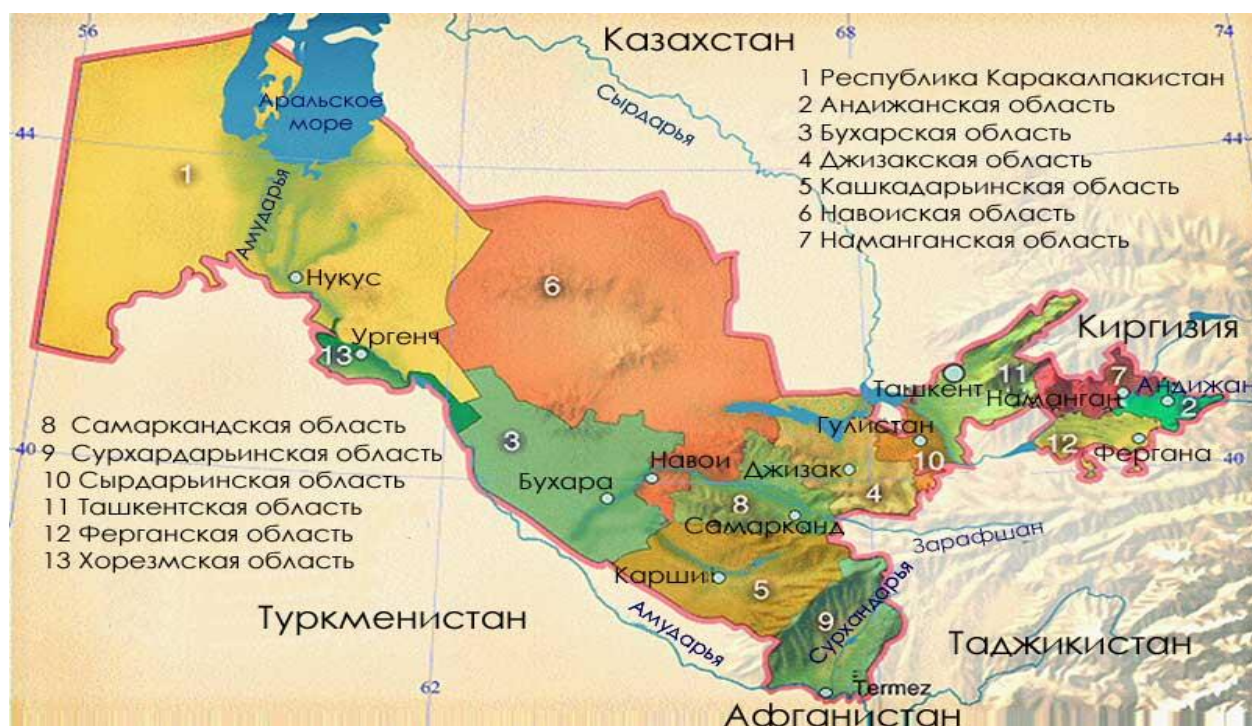 56
68
74
Казахстан
1 Республика Каракалпакистан
2 Андижанская область
3 Бухарская область
4 Джизакская область
5 Кашкадарьинская область
6 Навоиская область
7 Наманганская область
Аральское
море
Сырдарья
44
44
1
Амударья
Нукус
6
Киргизия
Ургенч
13
Ташкент
11
7
Наманган
Андижан
2
8 Самаркандская область
9 Сурхардарьинская область
10 Сырдарьинская область
11 Ташкентская область
12 Ферганская область
13 Хорезмская область
40
40
3
Гулистан
10
12
Фергана
Навои
Джизак
4
Бухара
8
Самарканд
Зарафшан
Карши
5
Туркменистан
Амударья
9
Сурхандарья
Таджикистан
62
Termez
Афганистан